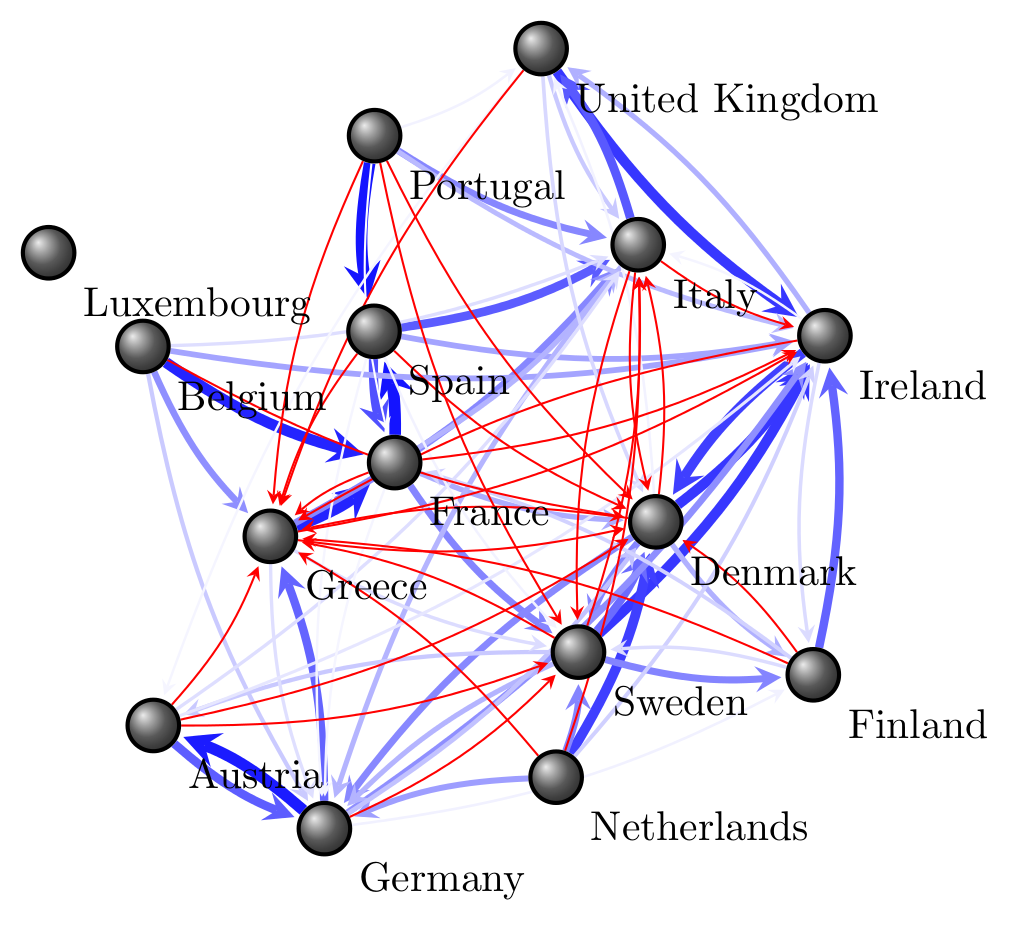 United Kingdom
Portugal
Italy
Luxembourg
Spain
Ireland
Belgium
France
Denmark
Greece
Sweden
Finland
Austria
Netherlands
Germany